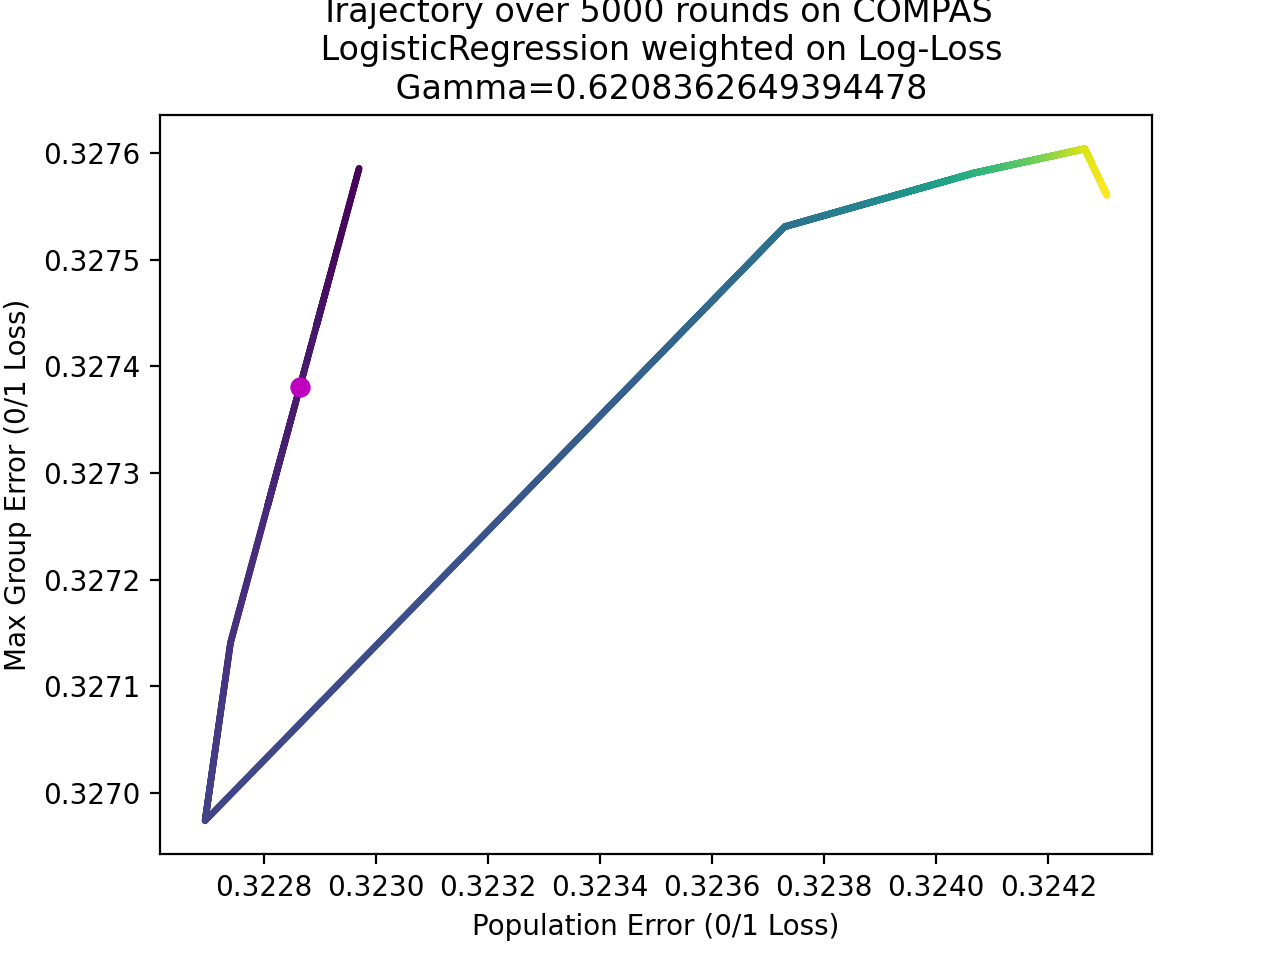 Trajectory over 5000 rounds on COMPAS
LogisticRegression weighted on Log-Loss
Gamma=0.6208362649394478
Max Group Error (0/1 Loss)
0.3276
0.3275
0.3274
0.3273
0.3272
0.3271
0.3270
0.3228 0.3230 0.3232 0.3234 0.3236 0.3238 0.3240 0.3242
Population Error (0/1 Loss)